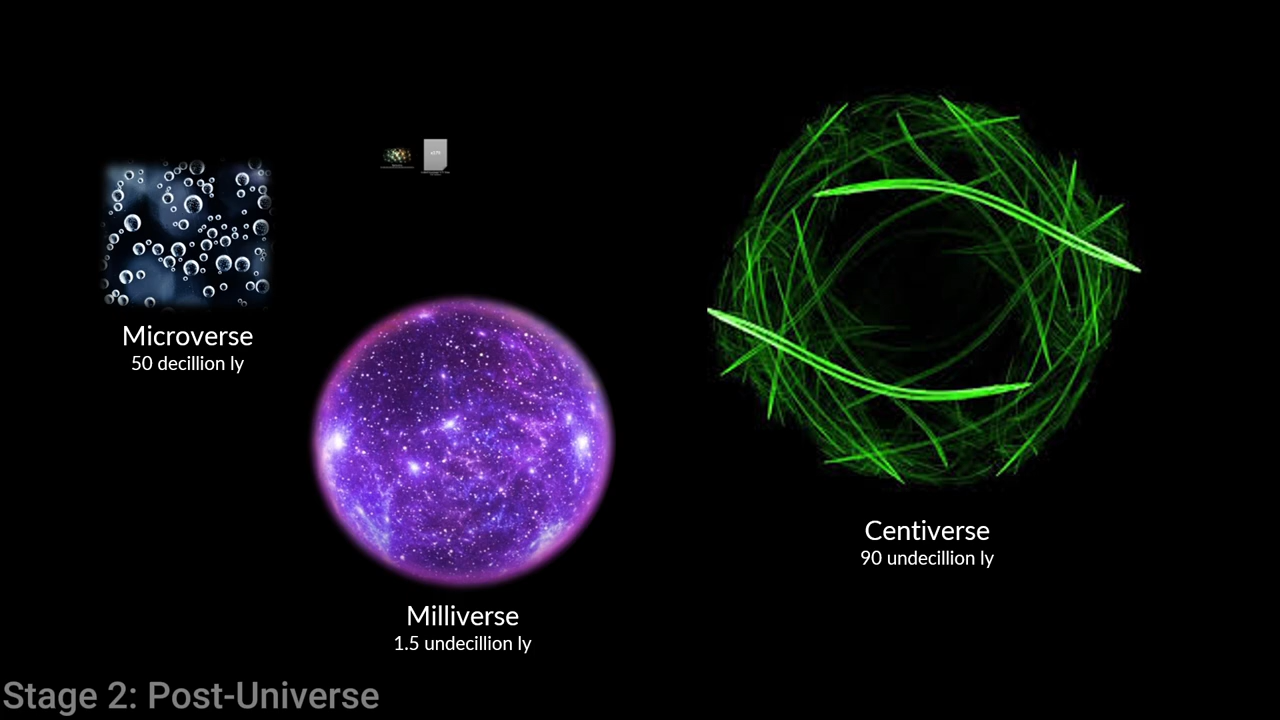 Microverse
50 decillion ly
Milliverse
1.5 undecillion ly
Centiverse
90 undecillion ly
Stage 2: Post-Universe